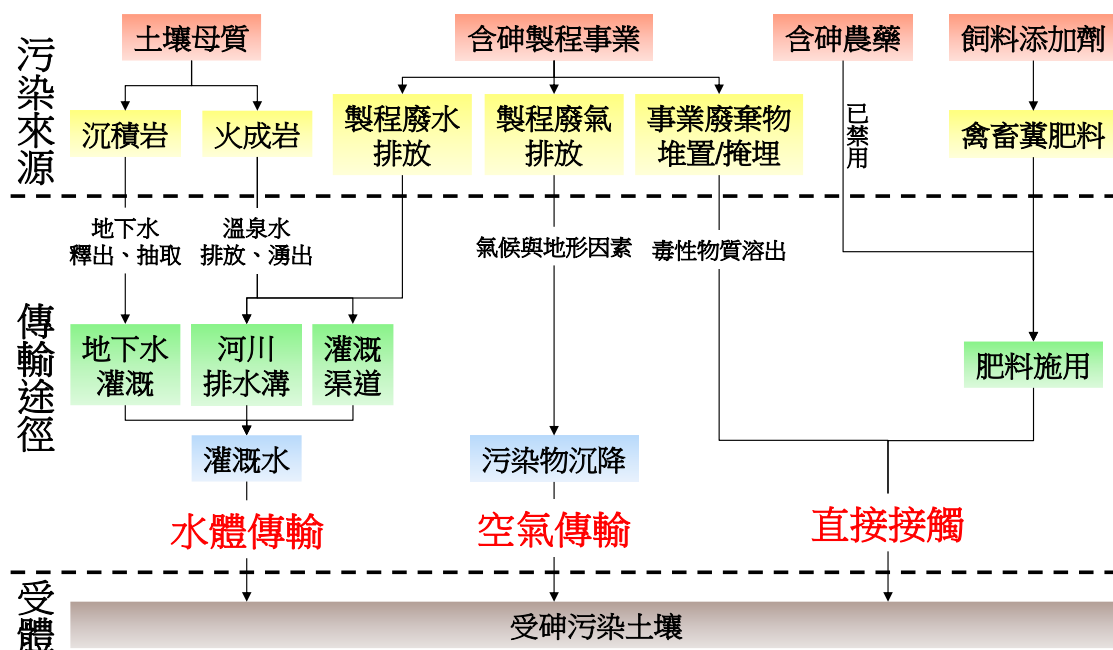 污染來源
土壤母質
含砷製程事業
含砷農藥
飼料添加劑
沉積岩
火成岩
製程廢水
排放
製程廢氣
排放
事業廢棄物
堆置/掩埋
已禁用
禽畜糞肥料
傳輸途徑
地下水
釋出、抽取
溫泉水
排放、湧出
氣候與地形因素
毒性物質溶出
地下水
灌溉
河川
排水溝
灌溉
渠道
肥料施用
灌溉水
污染物沉降
水體傳輸
空氣傳輸
直接接觸
受體
受砷污染土壤